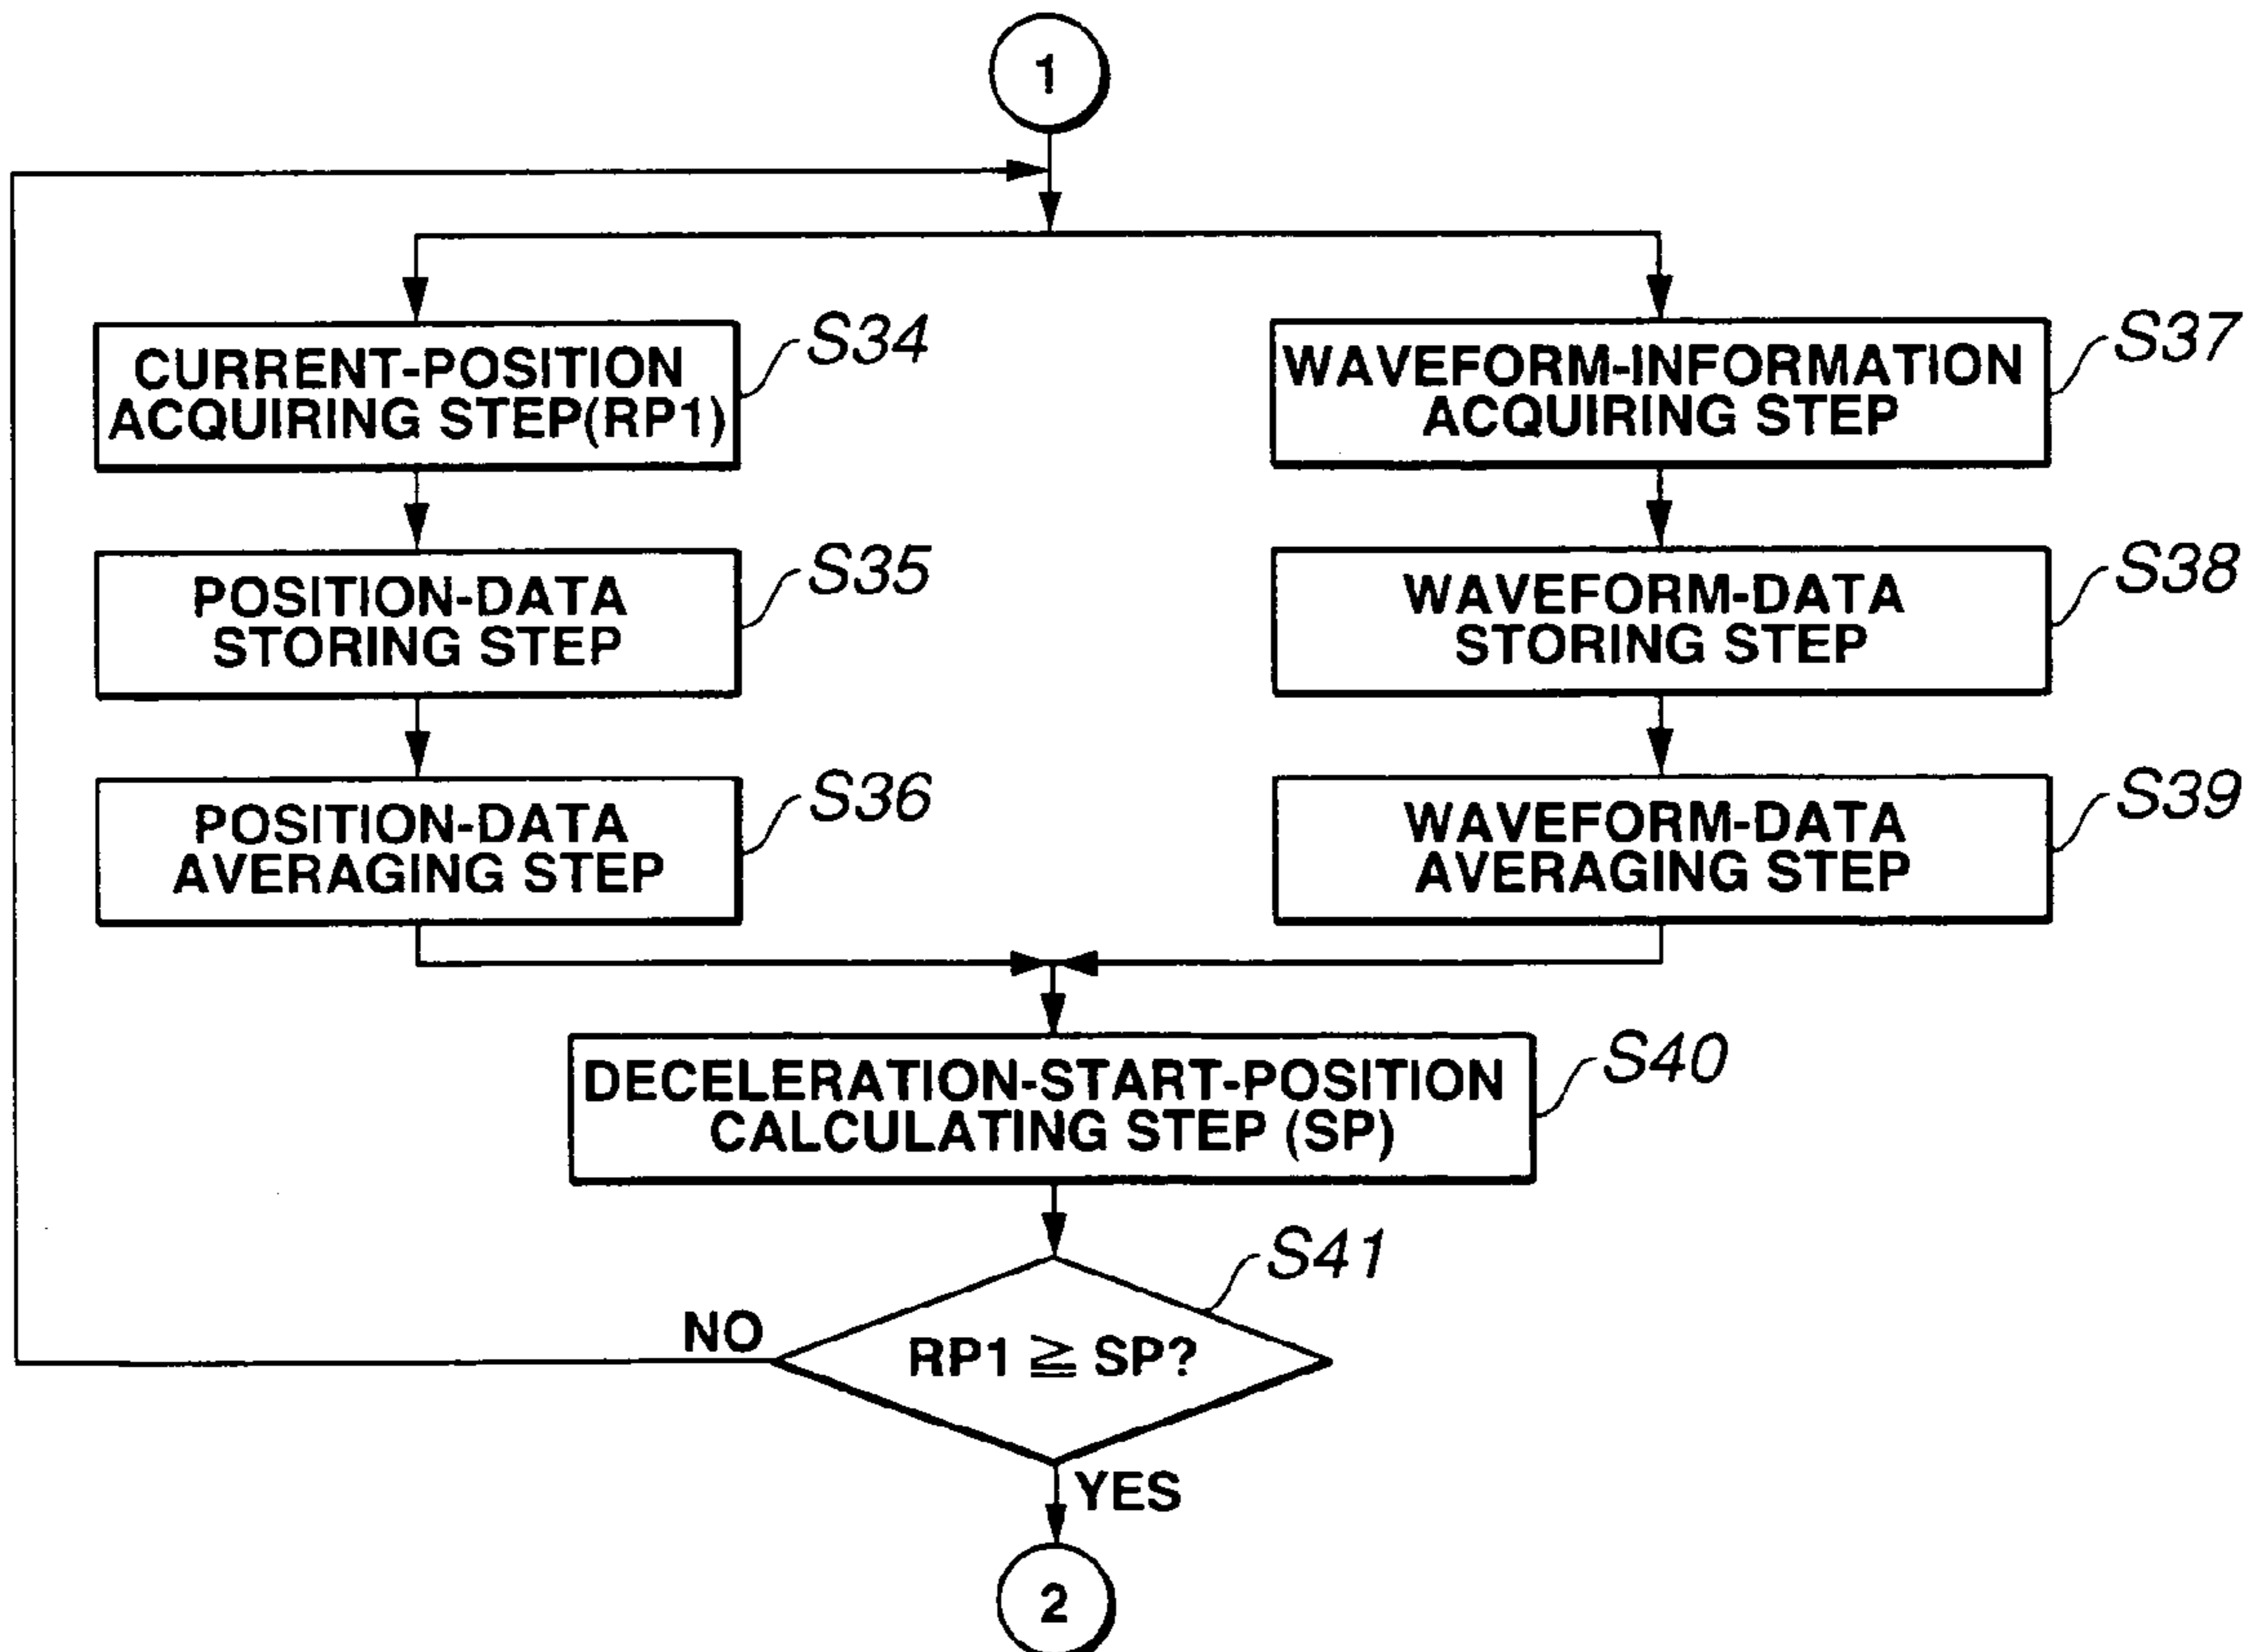 1
CURRENT-POSITION
ACQUIRING STEP(RP1)
S34
WAVEFORM-INFORMATION
ACQUIRING STEP
S37
POSITION-DATA
STORING STEP
S35
WAVEFORM-DATA
STORING STEP
S38
POSITION-DATA
AVERAGING STEP
S36
WAVEFORM-DATA
AVERAGING STEP
S39
DECELERATION-START-POSITION
CALCULATING STEP (SP)
S40
S41
NO
RP1 ≧ SP?
YES
2